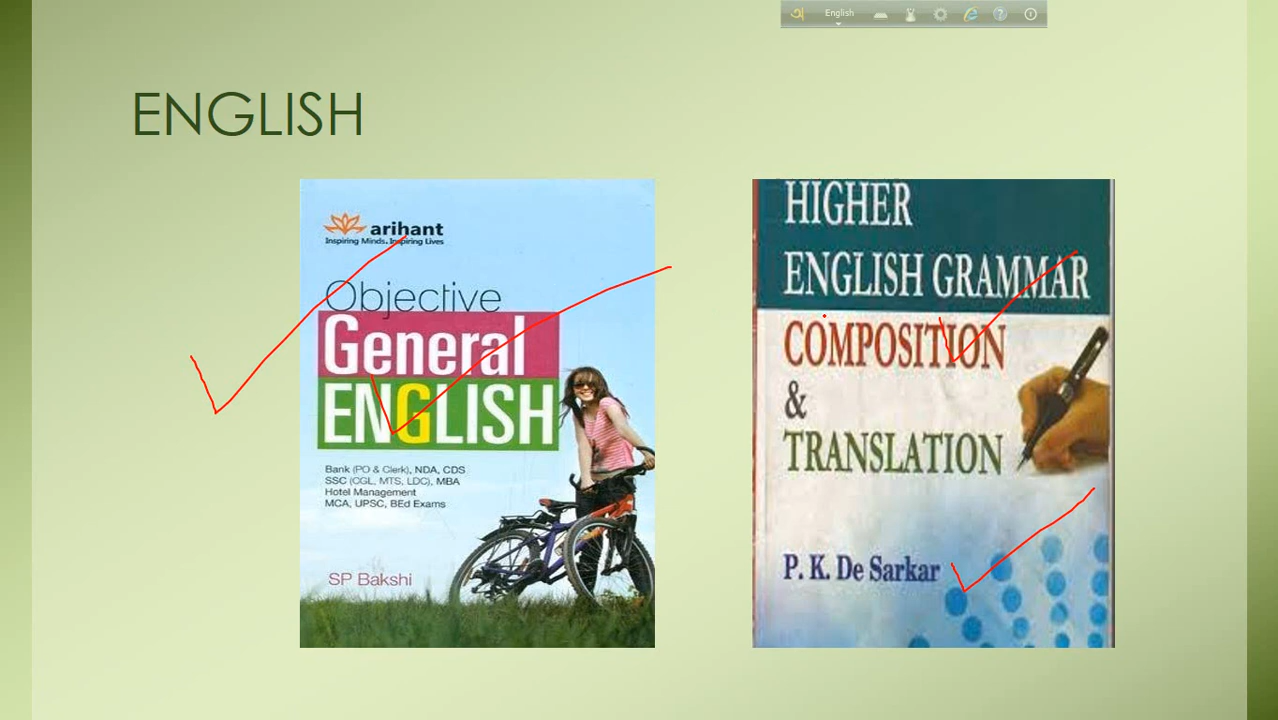 English
ENGLISH
arihant
Inspiring Minds. Inspiring Lives
Objective
General
ENGLISH
Bank (PO & Clerk), NDA, CDS
SSC (CGL, MTS, LDC), MBA
Hotel Management
MCA, UPSC, BEd Exams
SP Bakshi
HIGHER
ENGLISH GRAMMAR
COMPOSITION
&
TRANSLATION
P. K. De Sarkar